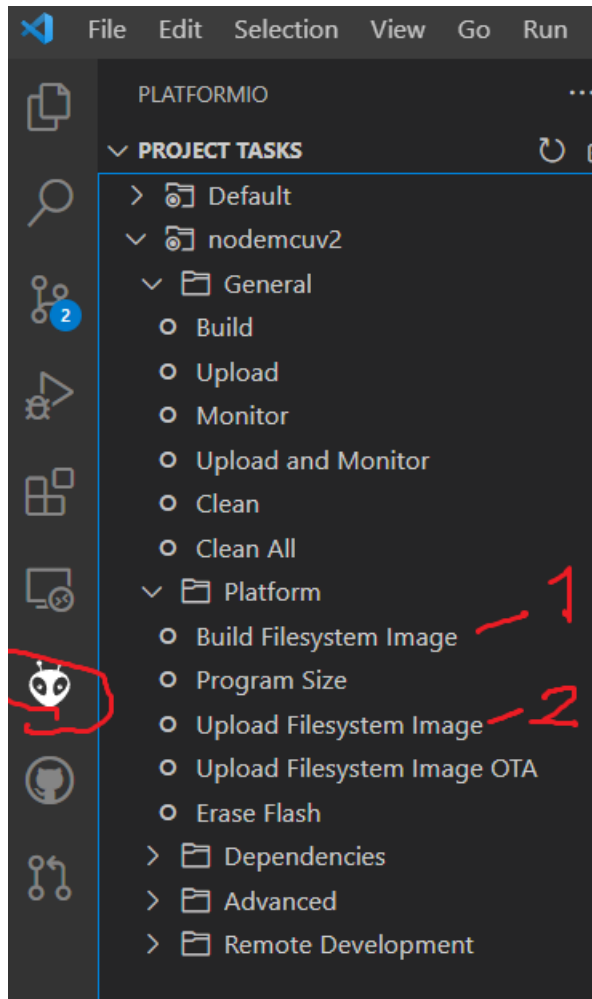 File Edit Selection View Go Run
PLATFORMIO
PROJECT TASKS
Default
nodemcuv2
General
Build
2
Upload
Monitor
Upload and Monitor
Clean
Clean All
Platform
1
Build Filesystem Image
Program Size
2
Upload Filesystem Image
Upload Filesystem Image OTA
Erase Flash
Dependencies
Advanced
Remote Development